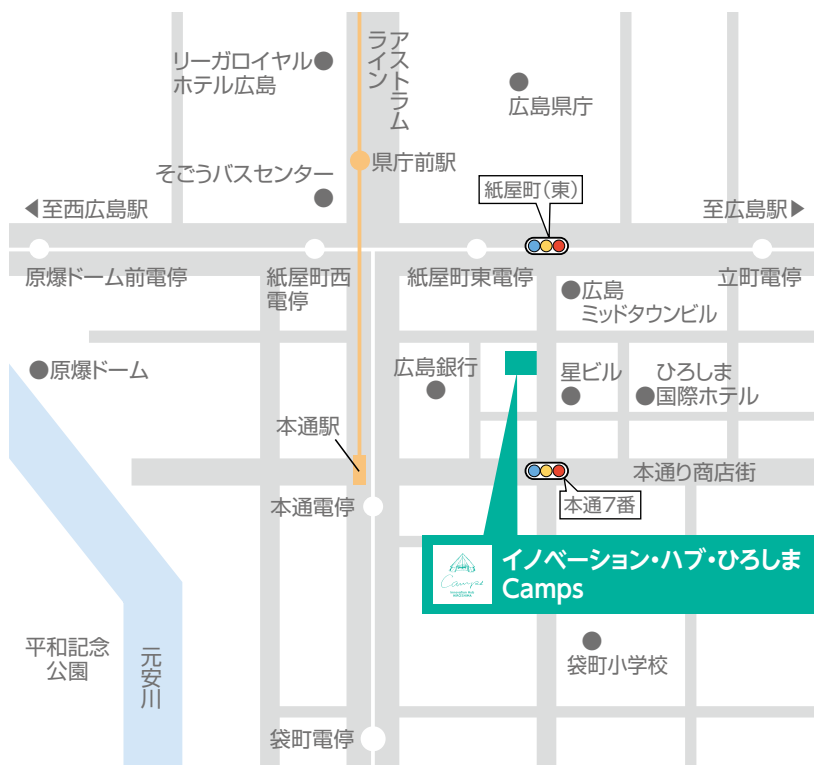 リーガロイヤル
ホテル広島
アストラム
ライン
広島県庁
県庁前駅
そごうバスセンター
紙屋町(東)
◀至西広島駅
至広島駅▶
原爆ドーム前電停
紙屋町西
電停
紙屋町東電停
立町電停
広島
ミッドタウンビル
原爆ドーム
広島銀行
星ビル
ひろしま
国際ホテル
本通駅
本通り商店街
本通電停
本通7番
イノベーション・ハブ・ひろしま
Camps
Camps
Innovation Hub
HIROSHIMA
平和記念
公園
元安川
袋町小学校
袋町電停